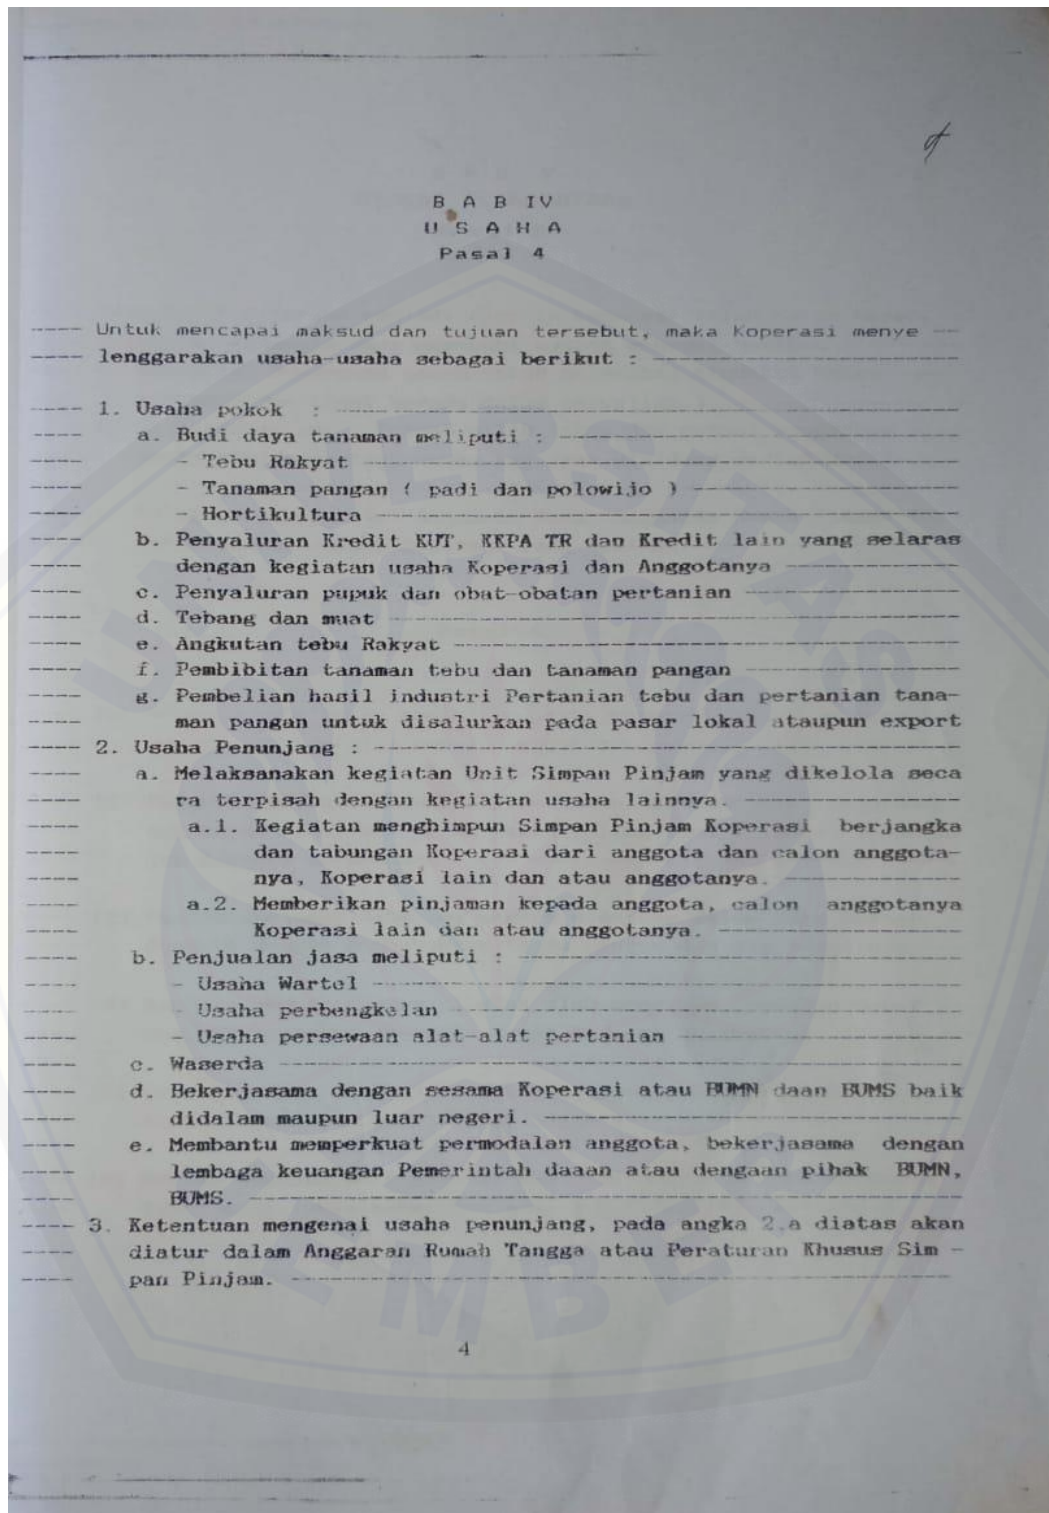 B A B IV
U S A H A
Pasal 4
---- Untuk mencapai maksud dan tujuan tersebut, maka Koperasi menye --
---- lenggarakan usaha-usaha sebagai berikut : ----
---- 1. Usaha pokok : ----
---- a. Budi daya tanaman meliputi : ----
---- - Tebu Rakyat ----
---- - Tanaman pangan ( padi dan polowijo ) ----
---- - Hortikultura ----
---- b. Penyaluran Kredit KUT, KKPA TR dan Kredit lain yang selaras
---- dengan kegiatan usaha Koperasi dan Anggotanya ----
---- c. Penyaluran pupuk dan obat-obatan pertanian ----
---- d. Tebang dan muat ----
---- e. Angkutan tebu Rakyat ----
---- f. Pembibitan tanaman tebu dan tanaman pangan ----
---- g. Pembelian hasil industri Pertanian tebu dan pertanian tana-
---- man pangan untuk disalurkan pada pasar lokal ataupun export
---- 2. Usaha Penunjang : ----
---- a. Melaksanakan kegiatan Unit Simpan Pinjam yang dikelola seca
---- ra terpisah dengan kegiatan usaha lainnya. ----
---- a.1. Kegiatan menghimpun Simpan Pinjam Koperasi berjangka
---- dan tabungan Koperasi dari anggota dan calon anggota-
---- nya, Koperasi lain dan atau anggotanya. ----
---- a.2. Memberikan pinjaman kepada anggota, calon anggotanya
---- Koperasi lain dan atau anggotanya. ----
---- b. Penjualan jasa meliputi : ----
---- - Usaha Wartel ----
---- - Usaha perbengkelan ----
---- - Usaha persewaan alat-alat pertanian ----
---- c. Waserda ----
---- d. Bekerjasama dengan sesama Koperasi atau BUMN daan BUMS baik
---- didalam maupun luar negeri. ----
---- e. Membantu memperkuat permodalan anggota, bekerjasama dengan
---- lembaga keuangan Pemerintah daaan atau dengaan pihak BUMN,
---- BUMS. ----
---- 3. Ketentuan mengenai usaha penunjang, pada angka 2.a diatas akan
---- diatur dalam Anggaran Rumah Tangga atau Peraturan Khusus Sim -
---- pan Pinjam. ----
4